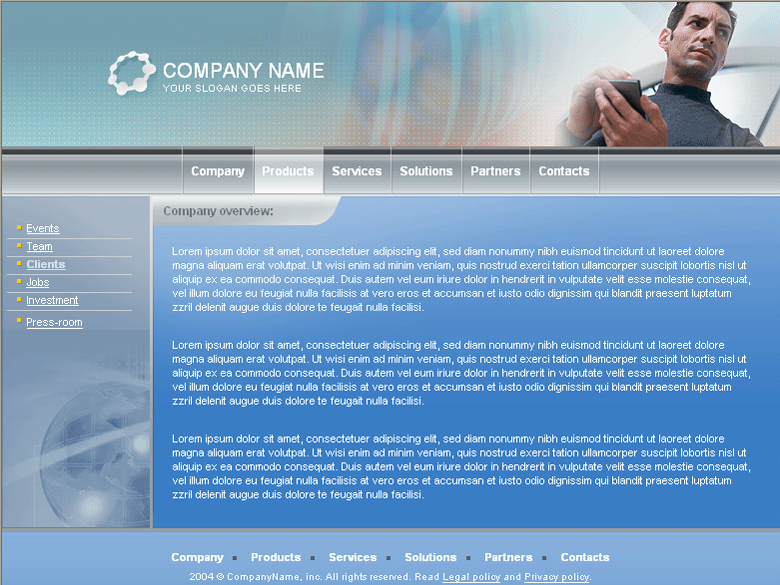 COMPANY NAME
YOUR SLOGAN GOES HERE
Company Products Services Solutions Partners Contacts
Events
Team
Clients
Jobs
Investment
Press-room
Company overview:
Lorem ipsum dolor sit amet, consectetuer adipiscing elit, sed diam nonummy nibh euismod tincidunt ut laoreet dolore
magna aliquam erat volutpat. Ut wisi enim ad minim veniam, quis nostrud exerci tation ullamcorper suscipit lobortis nisl ut
aliquip ex ea commodo consequat. Duis autem vel eum iriure dolor in hendrerit in vulputate velit esse molestie consequat,
vel illum dolore eu feugiat nulla facilisis at vero eros et accumsan et iusto odio dignissim qui blandit praesent luptatum
zzril delenit augue duis dolore te feugait nulla facilisi.
Lorem ipsum dolor sit amet, consectetuer adipiscing elit, sed diam nonummy nibh euismod tincidunt ut laoreet dolore
magna aliquam erat volutpat. Ut wisi enim ad minim veniam, quis nostrud exerci tation ullamcorper suscipit lobortis nisl ut
aliquip ex ea commodo consequat. Duis autem vel eum iriure dolor in hendrerit in vulputate velit esse molestie consequat,
vel illum dolore eu feugiat nulla facilisis at vero eros et accumsan et iusto odio dignissim qui blandit praesent luptatum
zzril delenit augue duis dolore te feugait nulla facilisi.
Lorem ipsum dolor sit amet, consectetuer adipiscing elit, sed diam nonummy nibh euismod tincidunt ut laoreet dolore
magna aliquam erat volutpat. Ut wisi enim ad minim veniam, quis nostrud exerci tation ullamcorper suscipit lobortis nisl ut
aliquip ex ea commodo consequat. Duis autem vel eum iriure dolor in hendrerit in vulputate velit esse molestie consequat,
vel illum dolore eu feugiat nulla facilisis at vero eros et accumsan et iusto odio dignissim qui blandit praesent luptatum
zzril delenit augue duis dolore te feugait nulla facilisi.
Company Products Services Solutions Partners Contacts
2004 © CompanyName, inc. All rights reserved. Read Legal policy and Privacy policy.